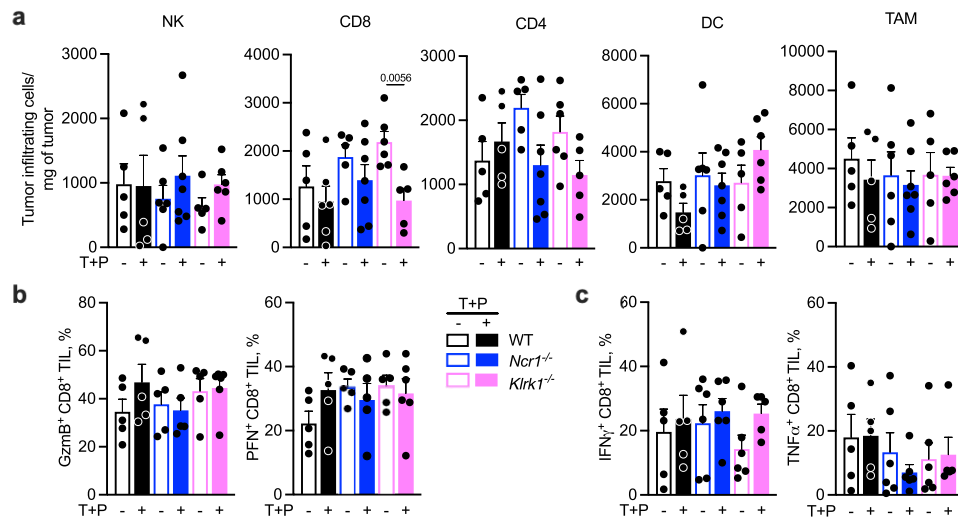 a
NK
CD8
CD4
DC
TAM
Tumor infiltrating cells/
mg of tumor
3000
2000
1000
0
4000
3000
2000
1000
0
0.0056
3000
2000
1000
0
8000
6000
4000
2000
0
10000
8000
6000
4000
2000
0
T+P - + - + - + - + - + - + - + - + - + - + - + - + - + - + - +
b
GzmB⁺ CD8⁺ TIL, %
80
60
40
20
0
T+P - + - + - +
PFN⁺ CD8⁺ TIL, %
60
40
20
0
- + - + - +
T+P
- +
WT
Ncr1⁻/⁻
Klrk1⁻/⁻
c
IFNγ⁺ CD8⁺ TIL, %
60
40
20
0
T+P - + - + - +
TNFα⁺ CD8⁺ TIL, %
60
40
20
0
- + - + - +